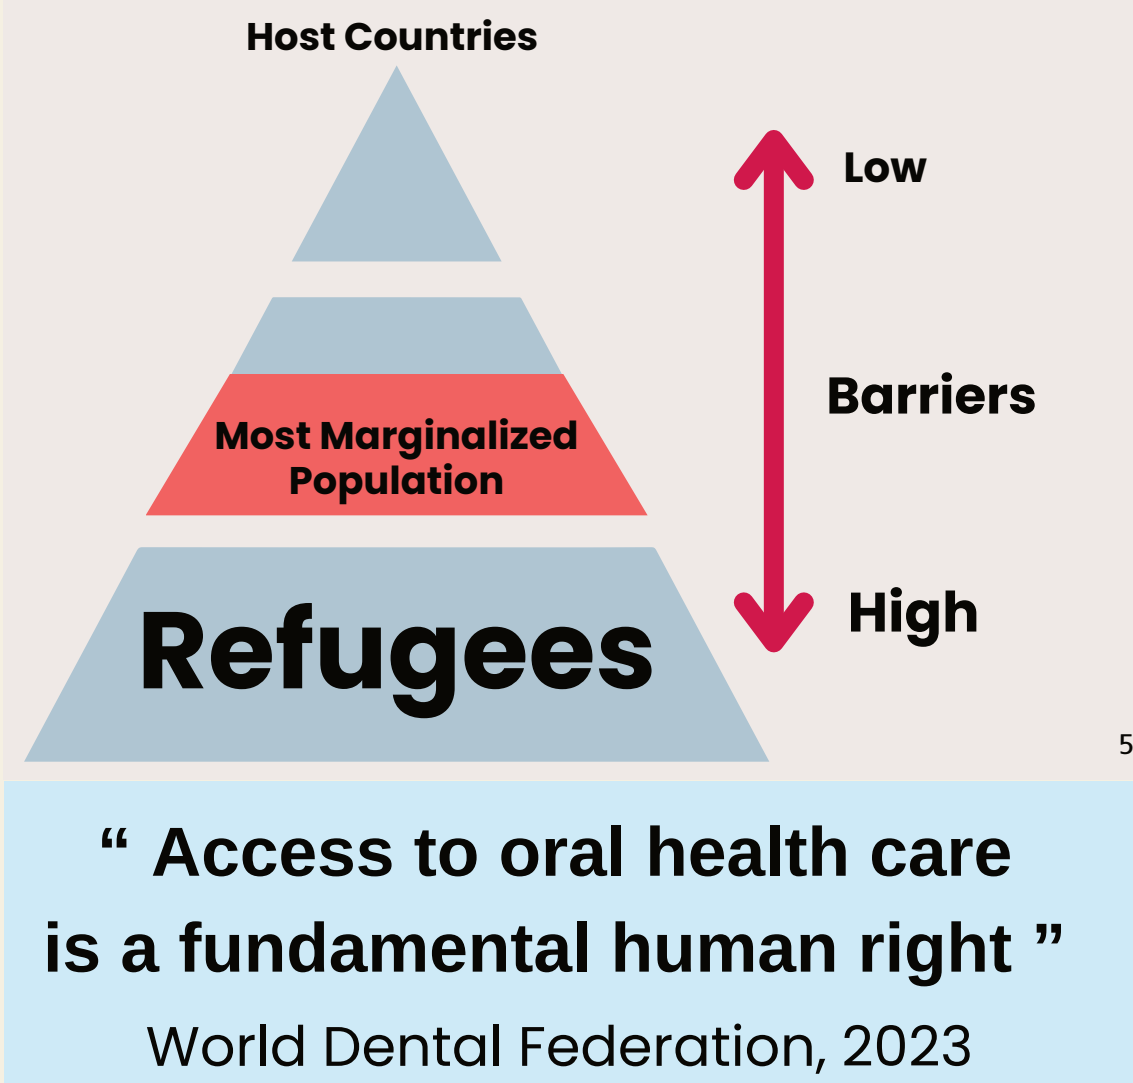 Host Countries
Low
Barriers
Most Marginalized
Population
High
Refugees
5
“ Access to oral health care
is a fundamental human right ”
World Dental Federation, 2023